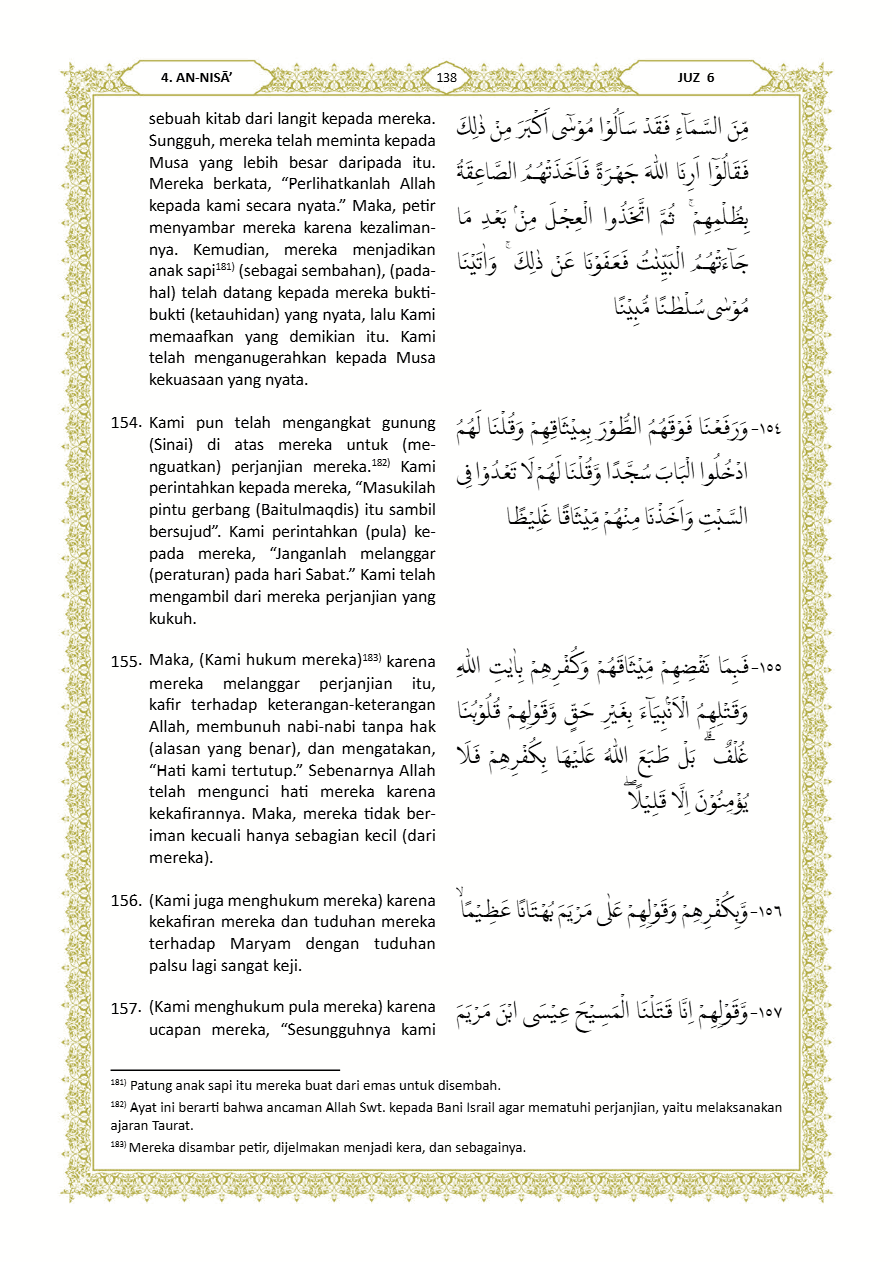 4. AN-NISĀ’
138
JUZ 6
sebuah kitab dari langit kepada mereka.
Sungguh, mereka telah meminta kepada
Musa yang lebih besar daripada itu.
Mereka berkata, “Perlihatkanlah Allah
kepada kami secara nyata.” Maka, petir
menyambar mereka karena kezaliman-
nya. Kemudian, mereka menjadikan
anak sapi181) (sebagai sembahan), (pada-
hal) telah datang kepada mereka bukti-
bukti (ketauhidan) yang nyata, lalu Kami
memaafkan yang demikian itu. Kami
telah menganugerahkan kepada Musa
kekuasaan yang nyata.
مِّنَ السَّمَاۤءِ فَقَدْ سَاَلُوْا مُوْسٰٓى اَكْبَرَ مِنْ ذٰلِكَ
فَقَالُوْٓا اَرِنَا اللّٰهَ جَهْرَةً فَاَخَذَتْهُمُ الصَّاعِقَةُ
بِظُلْمِهِمْۚ ثُمَّ اتَّخَذُوا الْعِجْلَ مِنْۢ بَعْدِ مَا
جَاۤءَتْهُمُ الْبَيِّنٰتُ فَعَفَوْنَا عَنْ ذٰلِكَ ۚ وَاٰتَيْنَا
مُوْسٰى سُلْطٰنًا مُّبِيْنًا
154. Kami pun telah mengangkat gunung
(Sinai) di atas mereka untuk (me-
nguatkan) perjanjian mereka.182) Kami
perintahkan kepada mereka, “Masukilah
pintu gerbang (Baitulmaqdis) itu sambil
bersujud”. Kami perintahkan (pula) ke-
pada mereka, “Janganlah melanggar
(peraturan) pada hari Sabat.” Kami telah
mengambil dari mereka perjanjian yang
kukuh.
١٥٤- وَرَفَعْنَا فَوْقَهُمُ الطُّوْرَ بِمِيْثَاقِهِمْ وَقُلْنَا لَهُمُ
ادْخُلُوا الْبَابَ سُجَّدًا وَّقُلْنَا لَهُمْ لَا تَعْدُوْا فِى
السَّبْتِ وَاَخَذْنَا مِنْهُمْ مِّيْثَاقًا غَلِيْظًا
155. Maka, (Kami hukum mereka)183) karena
mereka melanggar perjanjian itu,
kafir terhadap keterangan-keterangan
Allah, membunuh nabi-nabi tanpa hak
(alasan yang benar), dan mengatakan,
“Hati kami tertutup.” Sebenarnya Allah
telah mengunci hati mereka karena
kekafirannya. Maka, mereka tidak ber-
iman kecuali hanya sebagian kecil (dari
mereka).
١٥٥- فَبِمَا نَقْضِهِمْ مِّيْثَاقَهُمْ وَكُفْرِهِمْ بِاٰيٰتِ اللّٰهِ
وَقَتْلِهِمُ الْاَنْۢبِيَاۤءَ بِغَيْرِ حَقٍّ وَّقَوْلِهِمْ قُلُوْبُنَا
غُلْفٌ ۗ بَلْ طَبَعَ اللّٰهُ عَلَيْهَا بِكُفْرِهِمْ فَلَا
يُؤْمِنُوْنَ اِلَّا قَلِيْلًاۖ
156. (Kami juga menghukum mereka) karena
kekafiran mereka dan tuduhan mereka
terhadap Maryam dengan tuduhan
palsu lagi sangat keji.
١٥٦- وَّبِكُفْرِهِمْ وَقَوْلِهِمْ عَلٰى مَرْيَمَ بُهْتَانًا عَظِيْمًاۙ
157. (Kami menghukum pula mereka) karena
ucapan mereka, “Sesungguhnya kami
١٥٧- وَّقَوْلِهِمْ اِنَّا قَتَلْنَا الْمَسِيْحَ عِيْسَى ابْنَ مَرْيَمَ
181) Patung anak sapi itu mereka buat dari emas untuk disembah.
182) Ayat ini berarti bahwa ancaman Allah Swt. kepada Bani Israil agar mematuhi perjanjian, yaitu melaksanakan
ajaran Taurat.
183) Mereka disambar petir, dijelmakan menjadi kera, dan sebagainya.